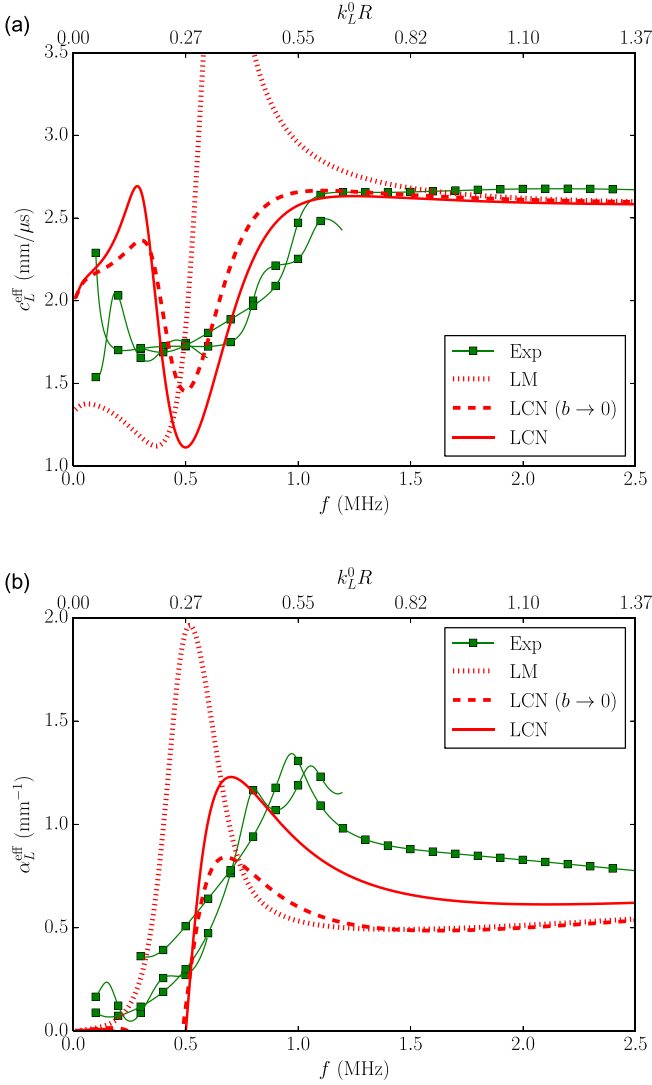 (a)
k_L^0 R
0.00 0.27 0.55 0.82 1.10 1.37
3.5
3.0
2.5
2.0
1.5
1.0
c_L^eff (mm/μs)
Exp
LM
LCN (b → 0)
LCN
0.0 0.5 1.0 1.5 2.0 2.5
f (MHz)
(b)
k_L^0 R
0.00 0.27 0.55 0.82 1.10 1.37
2.0
1.5
1.0
0.5
0.0
α_L^eff (mm⁻¹)
Exp
LM
LCN (b → 0)
LCN
0.0 0.5 1.0 1.5 2.0 2.5
f (MHz)